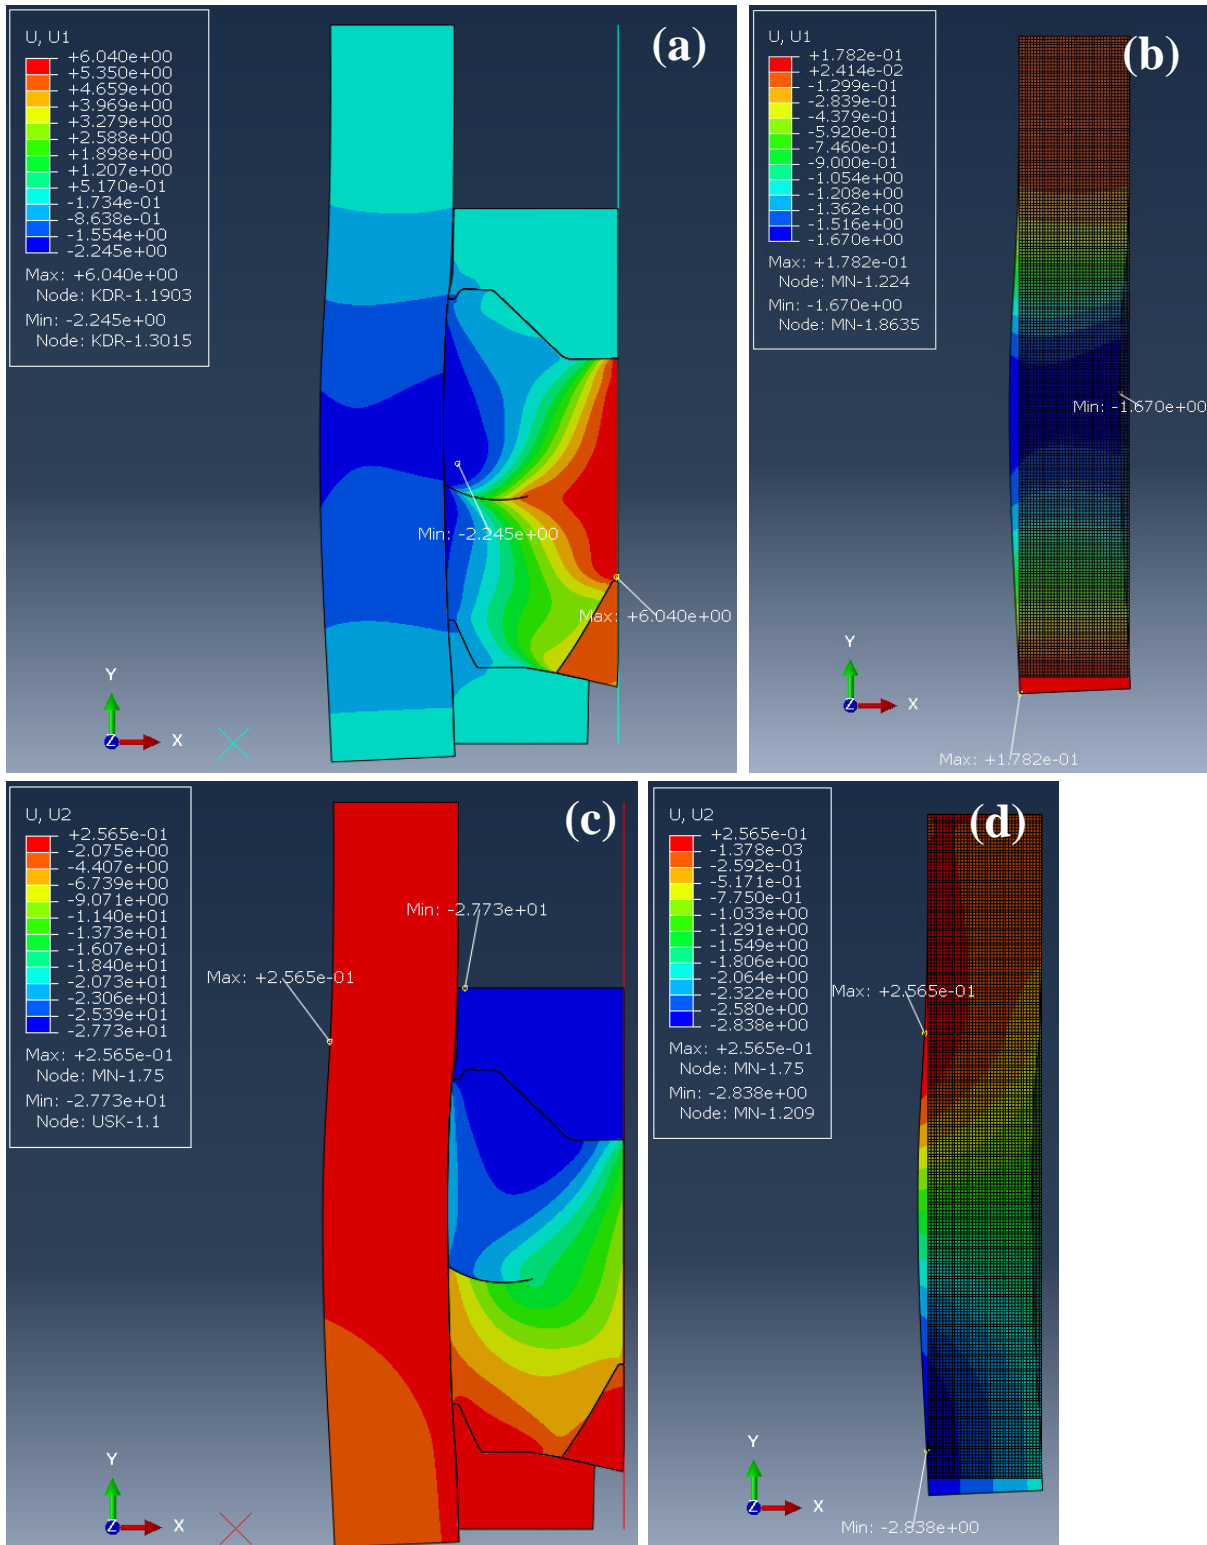 (a)
U, U1
+6.040e+00
+5.350e+00
+4.659e+00
+3.969e+00
+3.279e+00
+2.588e+00
+1.898e+00
+1.207e+00
+5.170e-01
-1.734e-01
-8.638e-01
-1.554e+00
-2.245e+00
Max: +6.040e+00
Node: KDR-1.1903
Min: -2.245e+00
Node: KDR-1.3015
Min: -2.245e+00
Max: +6.040e+00
Y
Z
X
(b)
U, U1
+1.782e-01
+2.414e-02
-1.299e-01
-2.839e-01
-4.379e-01
-5.920e-01
-7.460e-01
-9.000e-01
-1.054e+00
-1.208e+00
-1.362e+00
-1.516e+00
-1.670e+00
Max: +1.782e-01
Node: MN-1.224
Min: -1.670e+00
Node: MN-1.8635
Min: -1.670e+00
Y
Z
X
Max: +1.782e-01
(c)
U, U2
+2.565e-01
-2.075e+00
-4.407e+00
-6.739e+00
-9.071e+00
-1.140e+01
-1.373e+01
-1.607e+01
-1.840e+01
-2.073e+01
-2.306e+01
-2.539e+01
-2.773e+01
Max: +2.565e-01
Node: MN-1.75
Min: -2.773e+01
Node: USK-1.1
Min: -2.773e+01
Max: +2.565e-01
Y
Z
X
(d)
U, U2
+2.565e-01
-1.378e-03
-2.592e-01
-5.171e-01
-7.750e-01
-1.033e+00
-1.291e+00
-1.549e+00
-1.806e+00
-2.064e+00
-2.322e+00
-2.580e+00
-2.838e+00
Max: +2.565e-01
Node: MN-1.75
Min: -2.838e+00
Node: MN-1.209
Max: +2.565e-01
Y
Z
X
Min: -2.838e+00